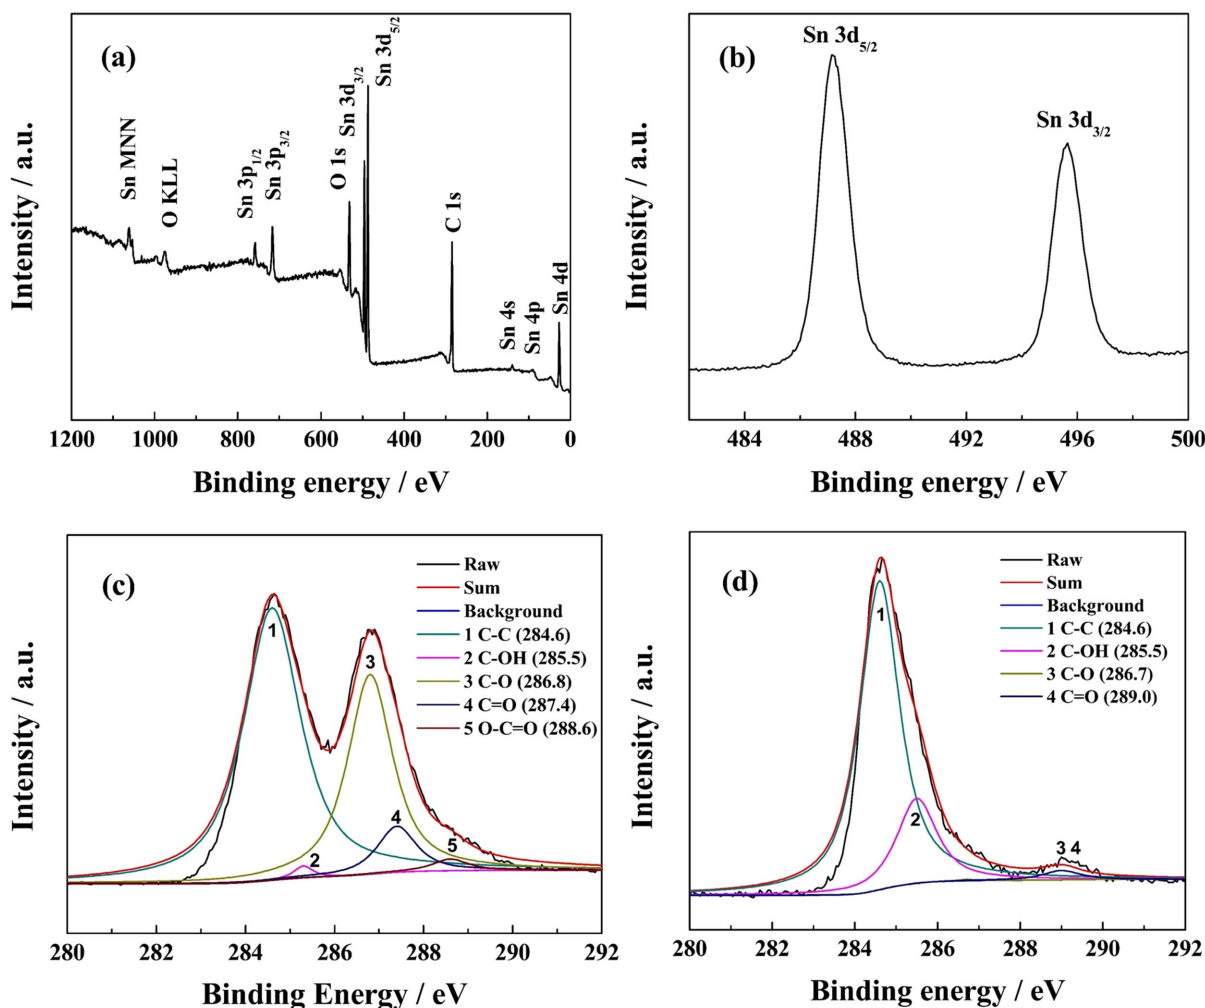 (a)
Sn MNN
O KLL
Sn 3p1/2
Sn 3p3/2
O 1s
Sn 3d3/2
Sn 3d5/2
C 1s
Sn 4s
Sn 4p
Sn 4d
Intensity / a.u.
1200 1000 800 600 400 200 0
Binding energy / eV
(b)
Sn 3d5/2
Sn 3d3/2
Intensity / a.u.
484 488 492 496 500
Binding energy / eV
(c)
Raw
Sum
Background
1 C-C (284.6)
2 C-OH (285.5)
3 C-O (286.8)
4 C=O (287.4)
5 O-C=O (288.6)
1
3
4
2
5
Intensity / a.u.
280 282 284 286 288 290 292
Binding Energy / eV
(d)
Raw
Sum
Background
1 C-C (284.6)
2 C-OH (285.5)
3 C-O (286.7)
4 C=O (289.0)
1
2
3 4
Intensity / a.u.
280 282 284 286 288 290 292
Binding energy / eV